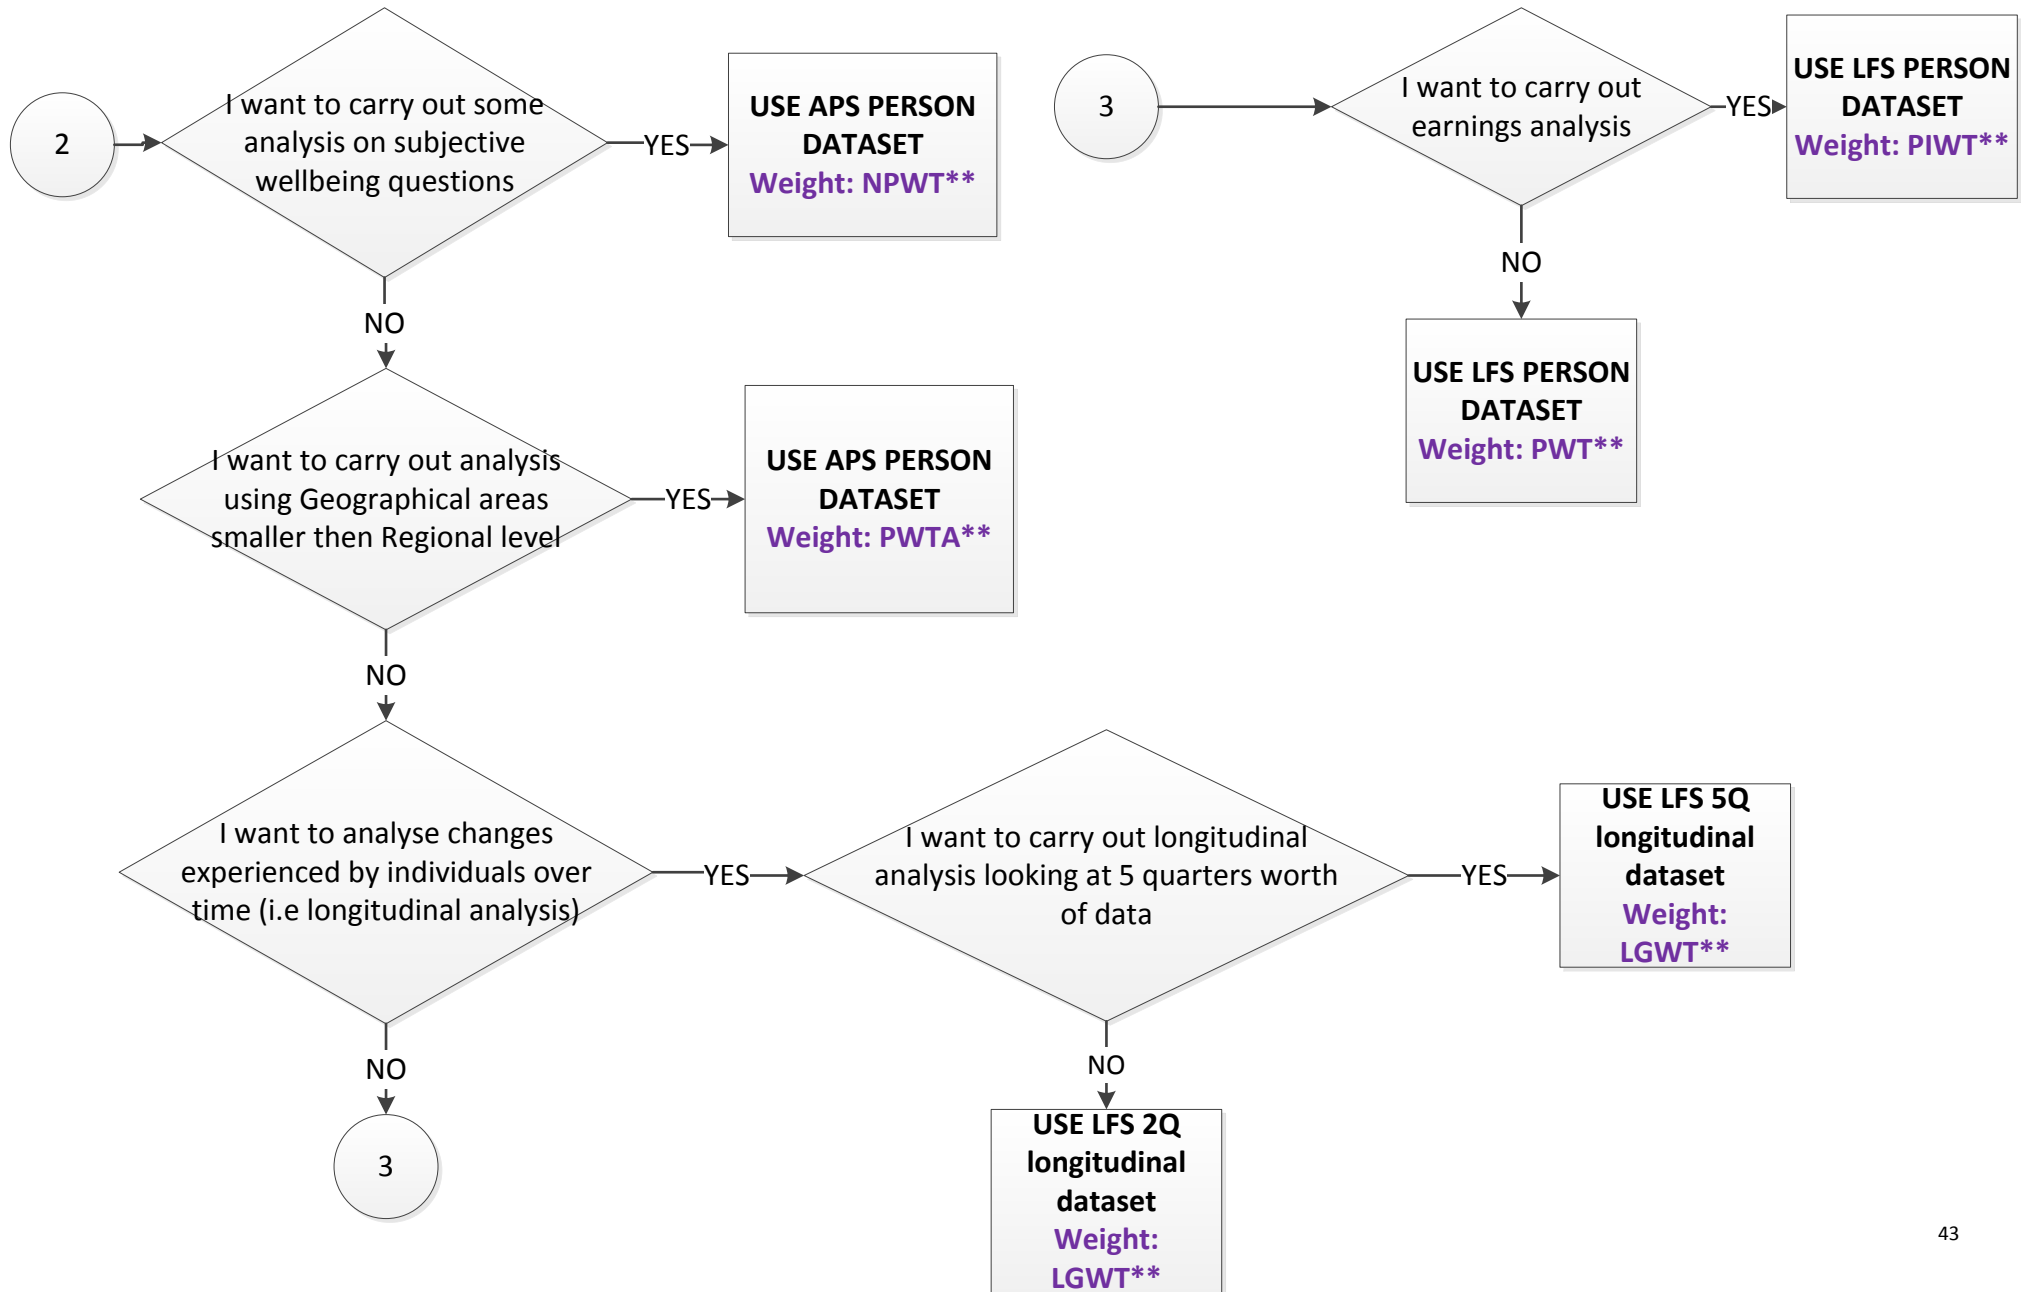 2
I want to carry out some
analysis on subjective
wellbeing questions
YES
USE APS PERSON
DATASET
Weight: NPWT**
NO
I want to carry out analysis
using Geographical areas
smaller then Regional level
YES
USE APS PERSON
DATASET
Weight: PWTA**
NO
I want to analyse changes
experienced by individuals over
time (i.e longitudinal analysis)
YES
I want to carry out longitudinal
analysis looking at 5 quarters worth
of data
YES
USE LFS 5Q
longitudinal
dataset
Weight:
LGWT**
NO
USE LFS 2Q
longitudinal
dataset
Weight:
LGWT**
NO
3
3
I want to carry out
earnings analysis
YES
USE LFS PERSON
DATASET
Weight: PIWT**
NO
USE LFS PERSON
DATASET
Weight: PWT**
43